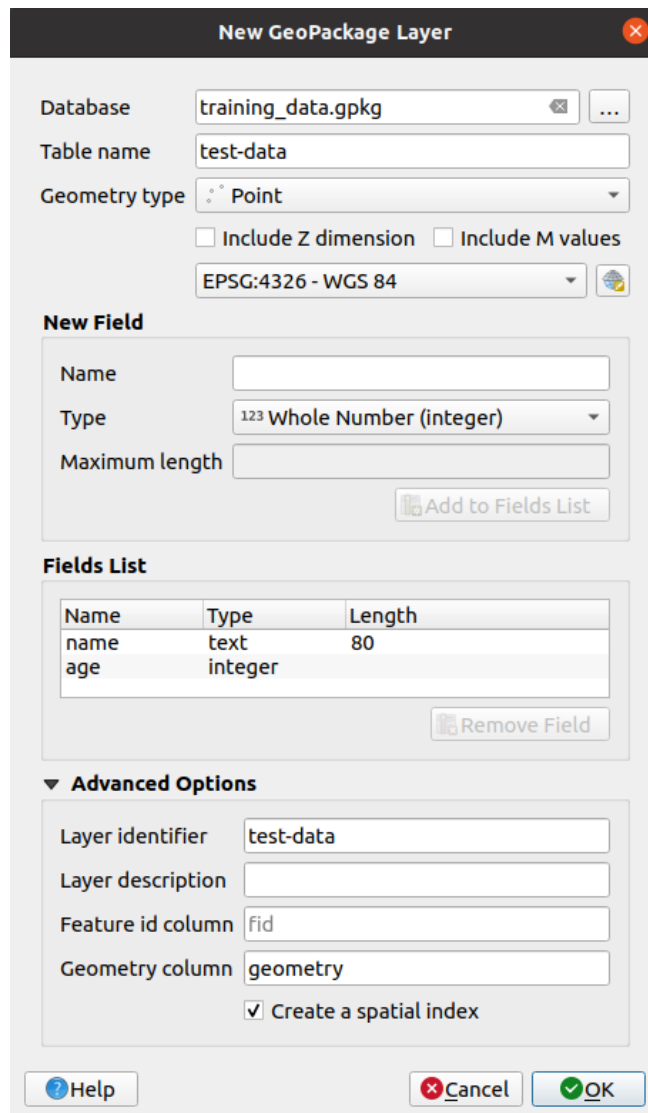 New GeoPackage Layer
Database training_data.gpkg ...
Table name test-data
Geometry type Point
Include Z dimension Include M values
EPSG:4326 - WGS 84
New Field
Name
Type 123 Whole Number (integer)
Maximum length
Add to Fields List
Fields List
Name Type Length
name text 80
age integer
Remove Field
Advanced Options
Layer identifier test-data
Layer description
Feature id column fid
Geometry column geometry
Create a spatial index
Help Cancel OK